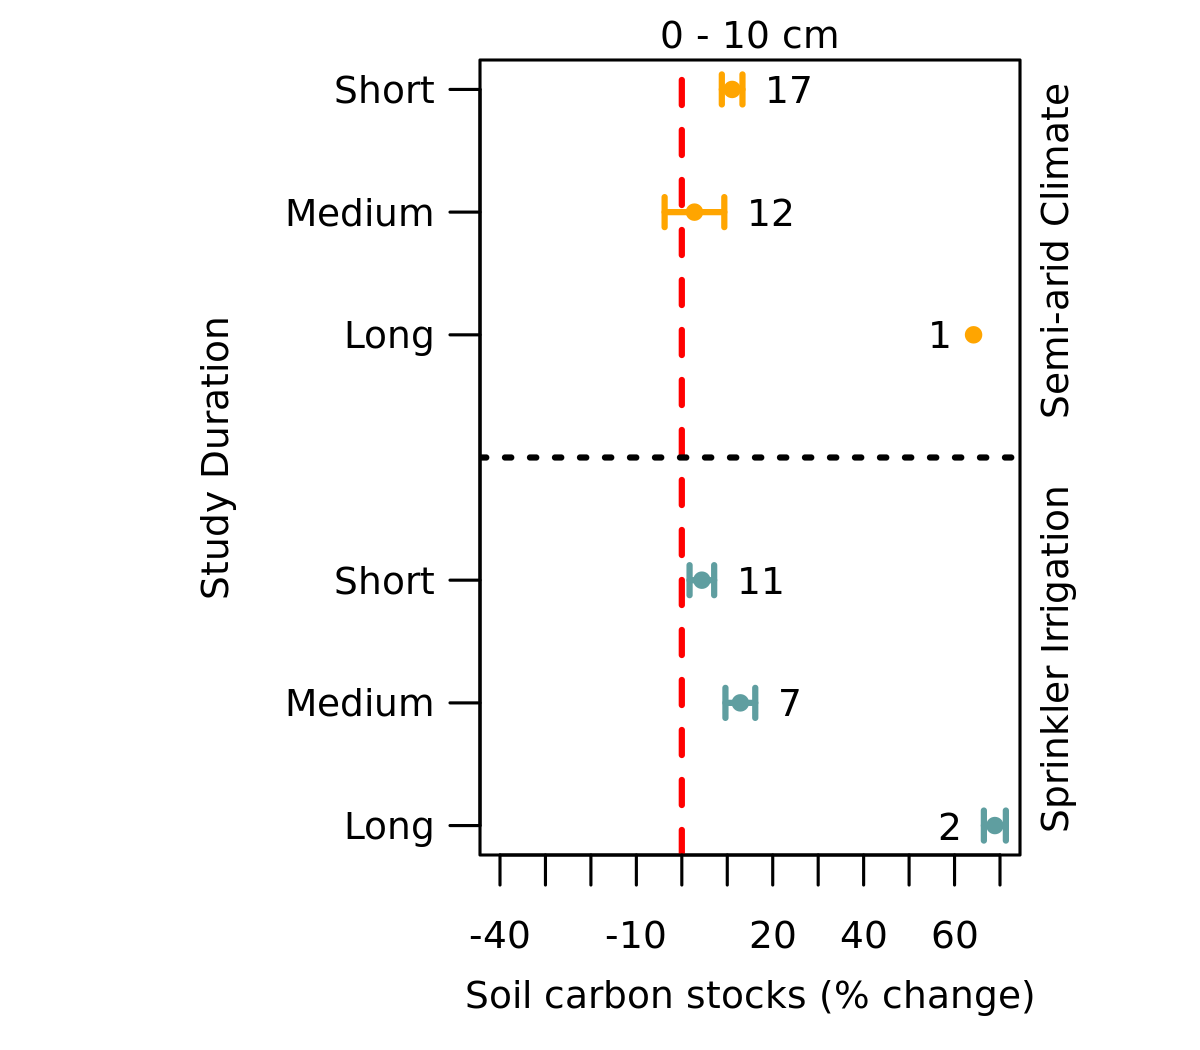 0 - 10 cm
Short
17
Medium
12
Long
1
Semi-arid Climate
Study Duration
Short
11
Medium
7
Long
2
Sprinkler Irrigation
-40
-10
20
40
60
Soil carbon stocks (% change)